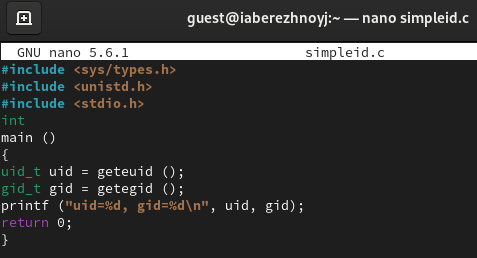 guest@iaberezhnoyj:~ — nano simpleid.c
GNU nano 5.6.1 simpleid.c
#include <sys/types.h>
#include <unistd.h>
#include <stdio.h>
int
main ()
{
uid_t uid = geteuid ();
gid_t gid = getegid ();
printf ("uid=%d, gid=%d\n", uid, gid);
return 0;
}